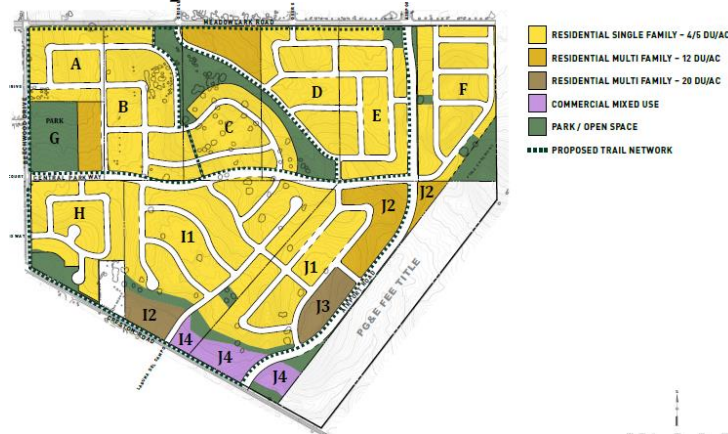 MEADOWLARK ROAD
A
B
C
D
E
F
PARK
G
H
I1
J1
J2
J2
I2
J3
I4
J4
J4
PG&E FEE TITLE
RESIDENTIAL SINGLE FAMILY - 4/5 DU/AC
RESIDENTIAL MULTI FAMILY - 12 DU/AC
RESIDENTIAL MULTI FAMILY - 20 DU/AC
COMMERCIAL MIXED USE
PARK / OPEN SPACE
PROPOSED TRAIL NETWORK